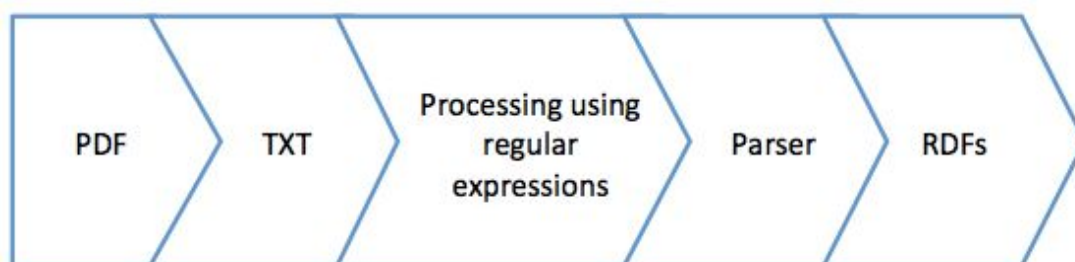 PDF
TXT
Processing using
regular
expressions
Parser
RDFs